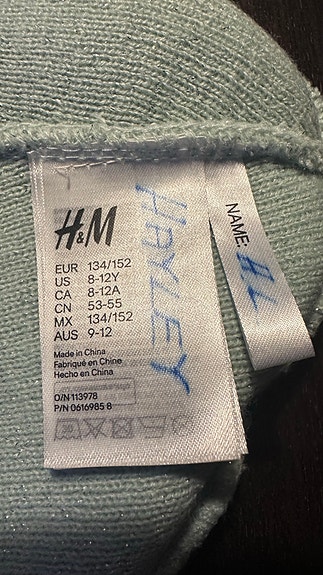 H&M
EUR 134/152
US 8-12Y
CA 8-12A
CN 53-55
MX 134/152
AUS 9-12
Made in China
Fabriqué en Chine
Hecho en China
O/N 113978
P/N 0616985 8
HAYLEY
NAME: HL